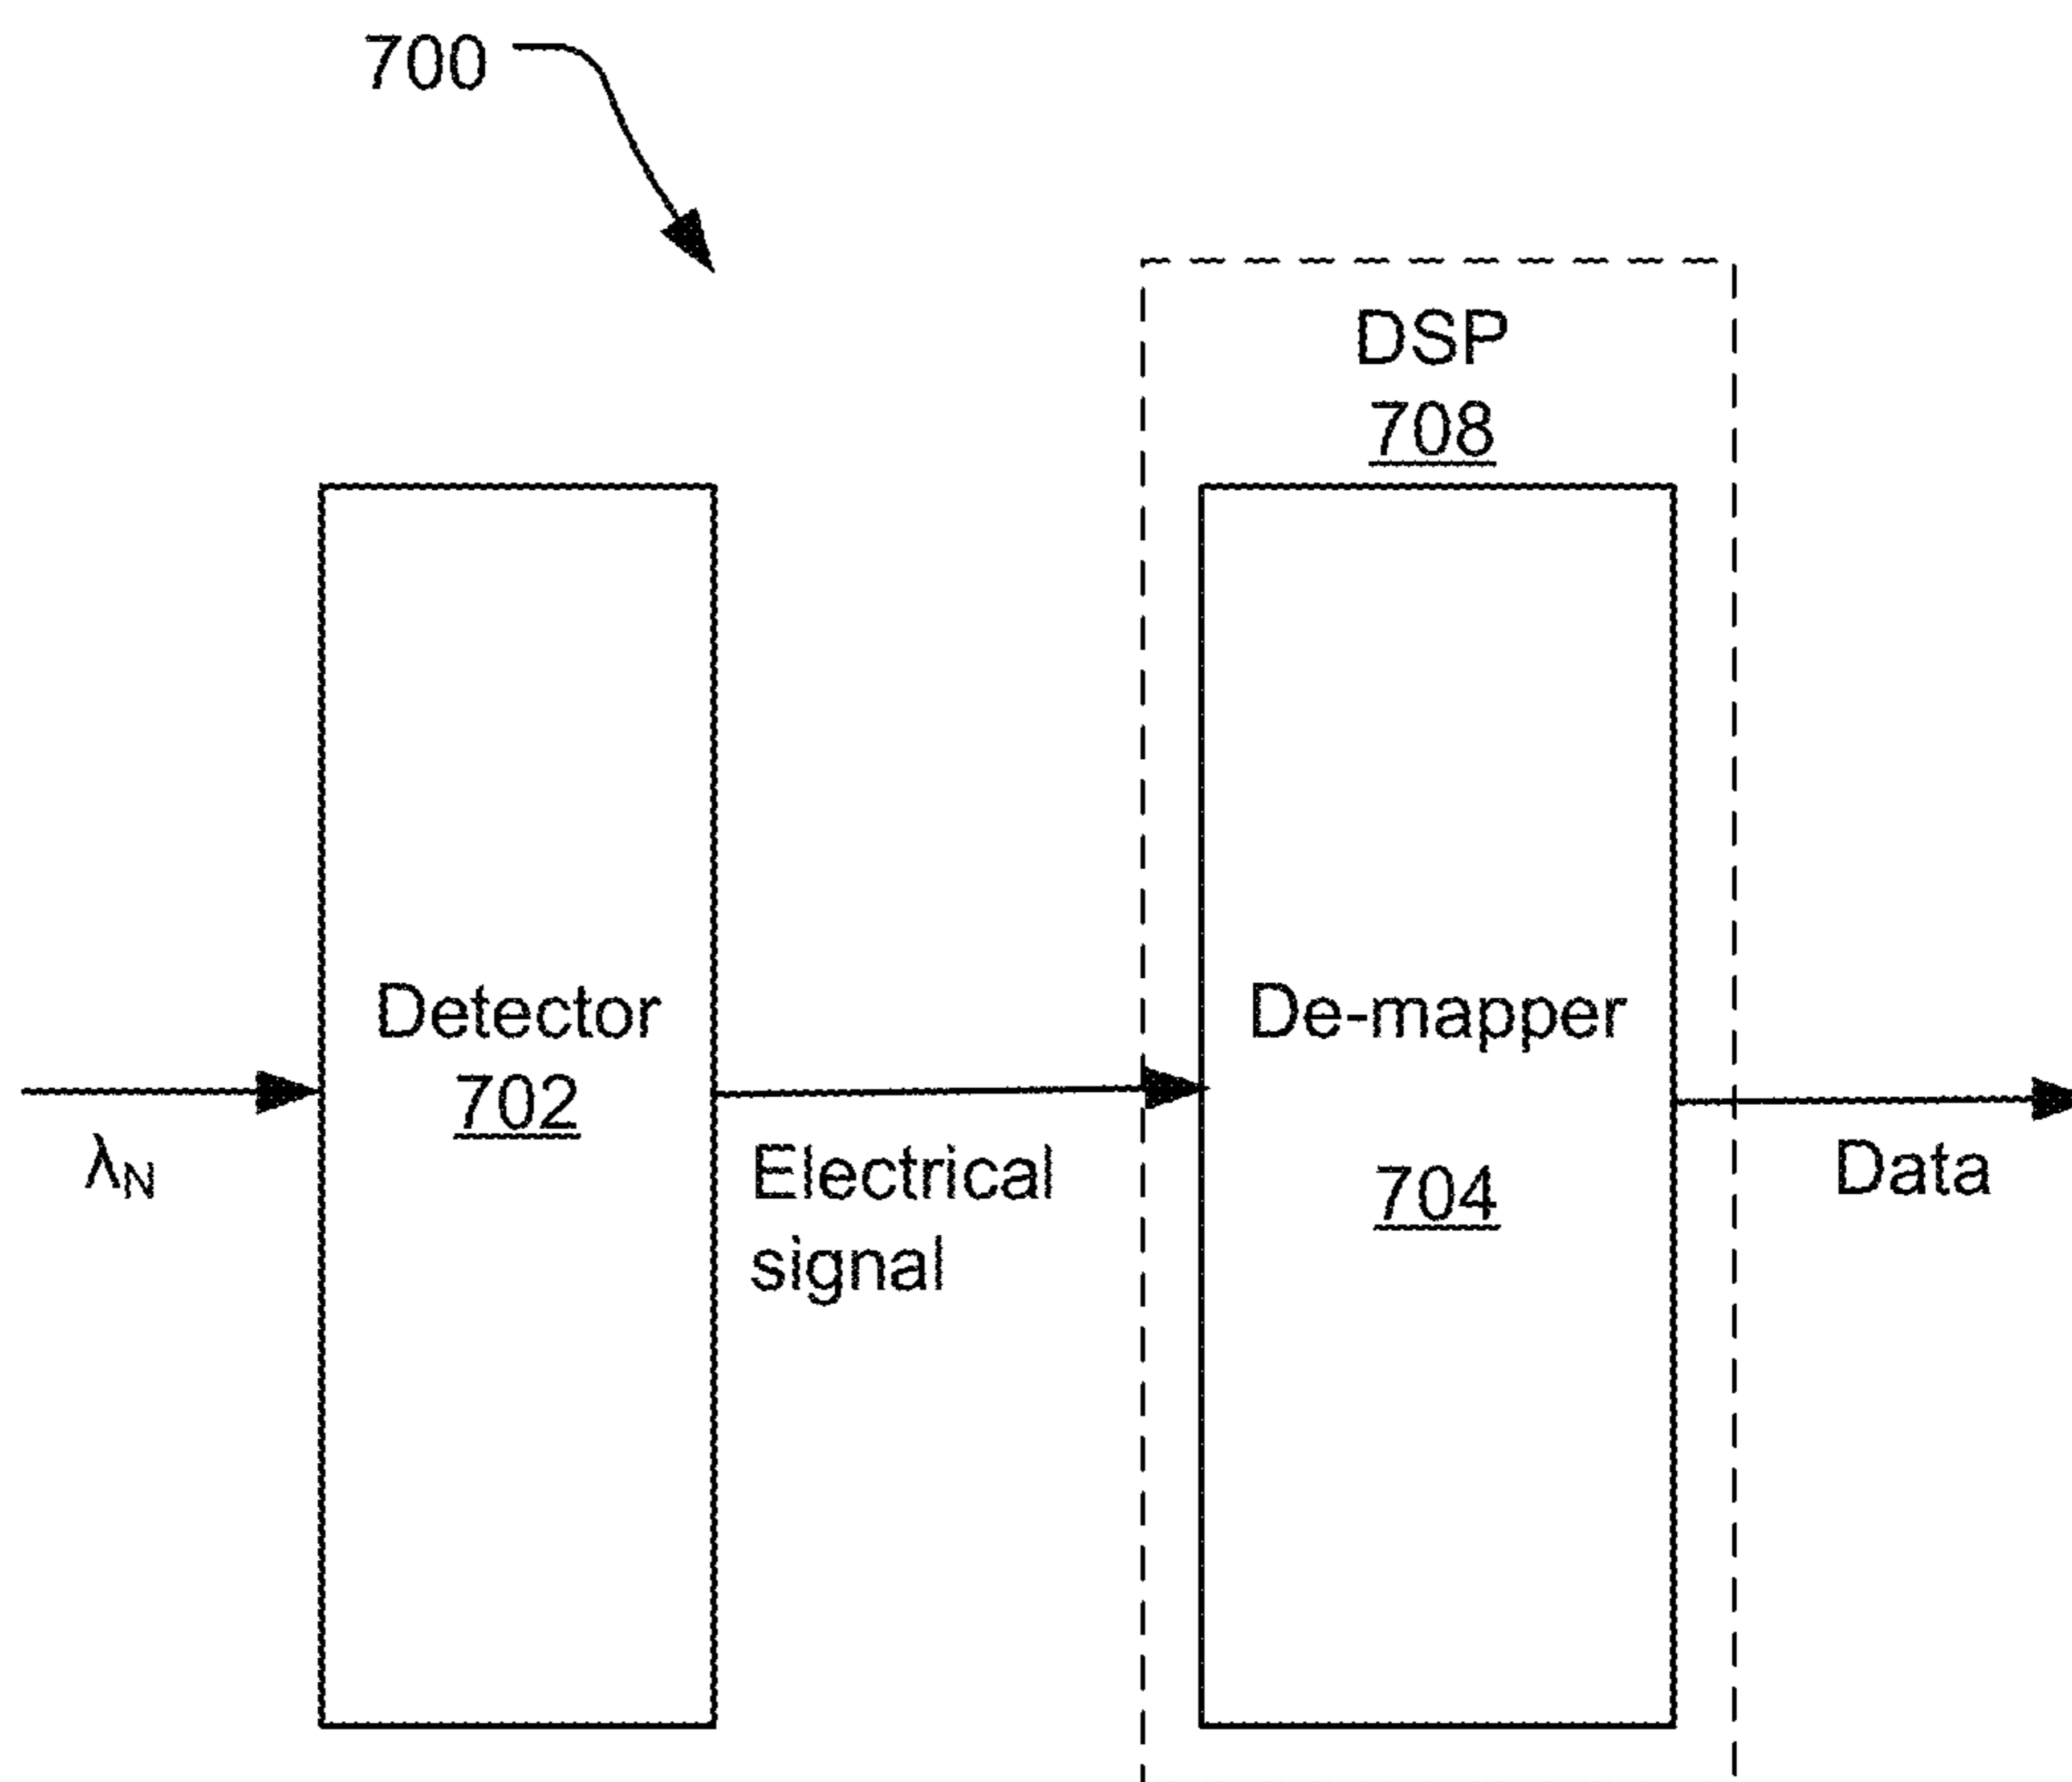 700
DSP
708
Detector
702
De-mapper
704
λN
Electrical
signal
Data